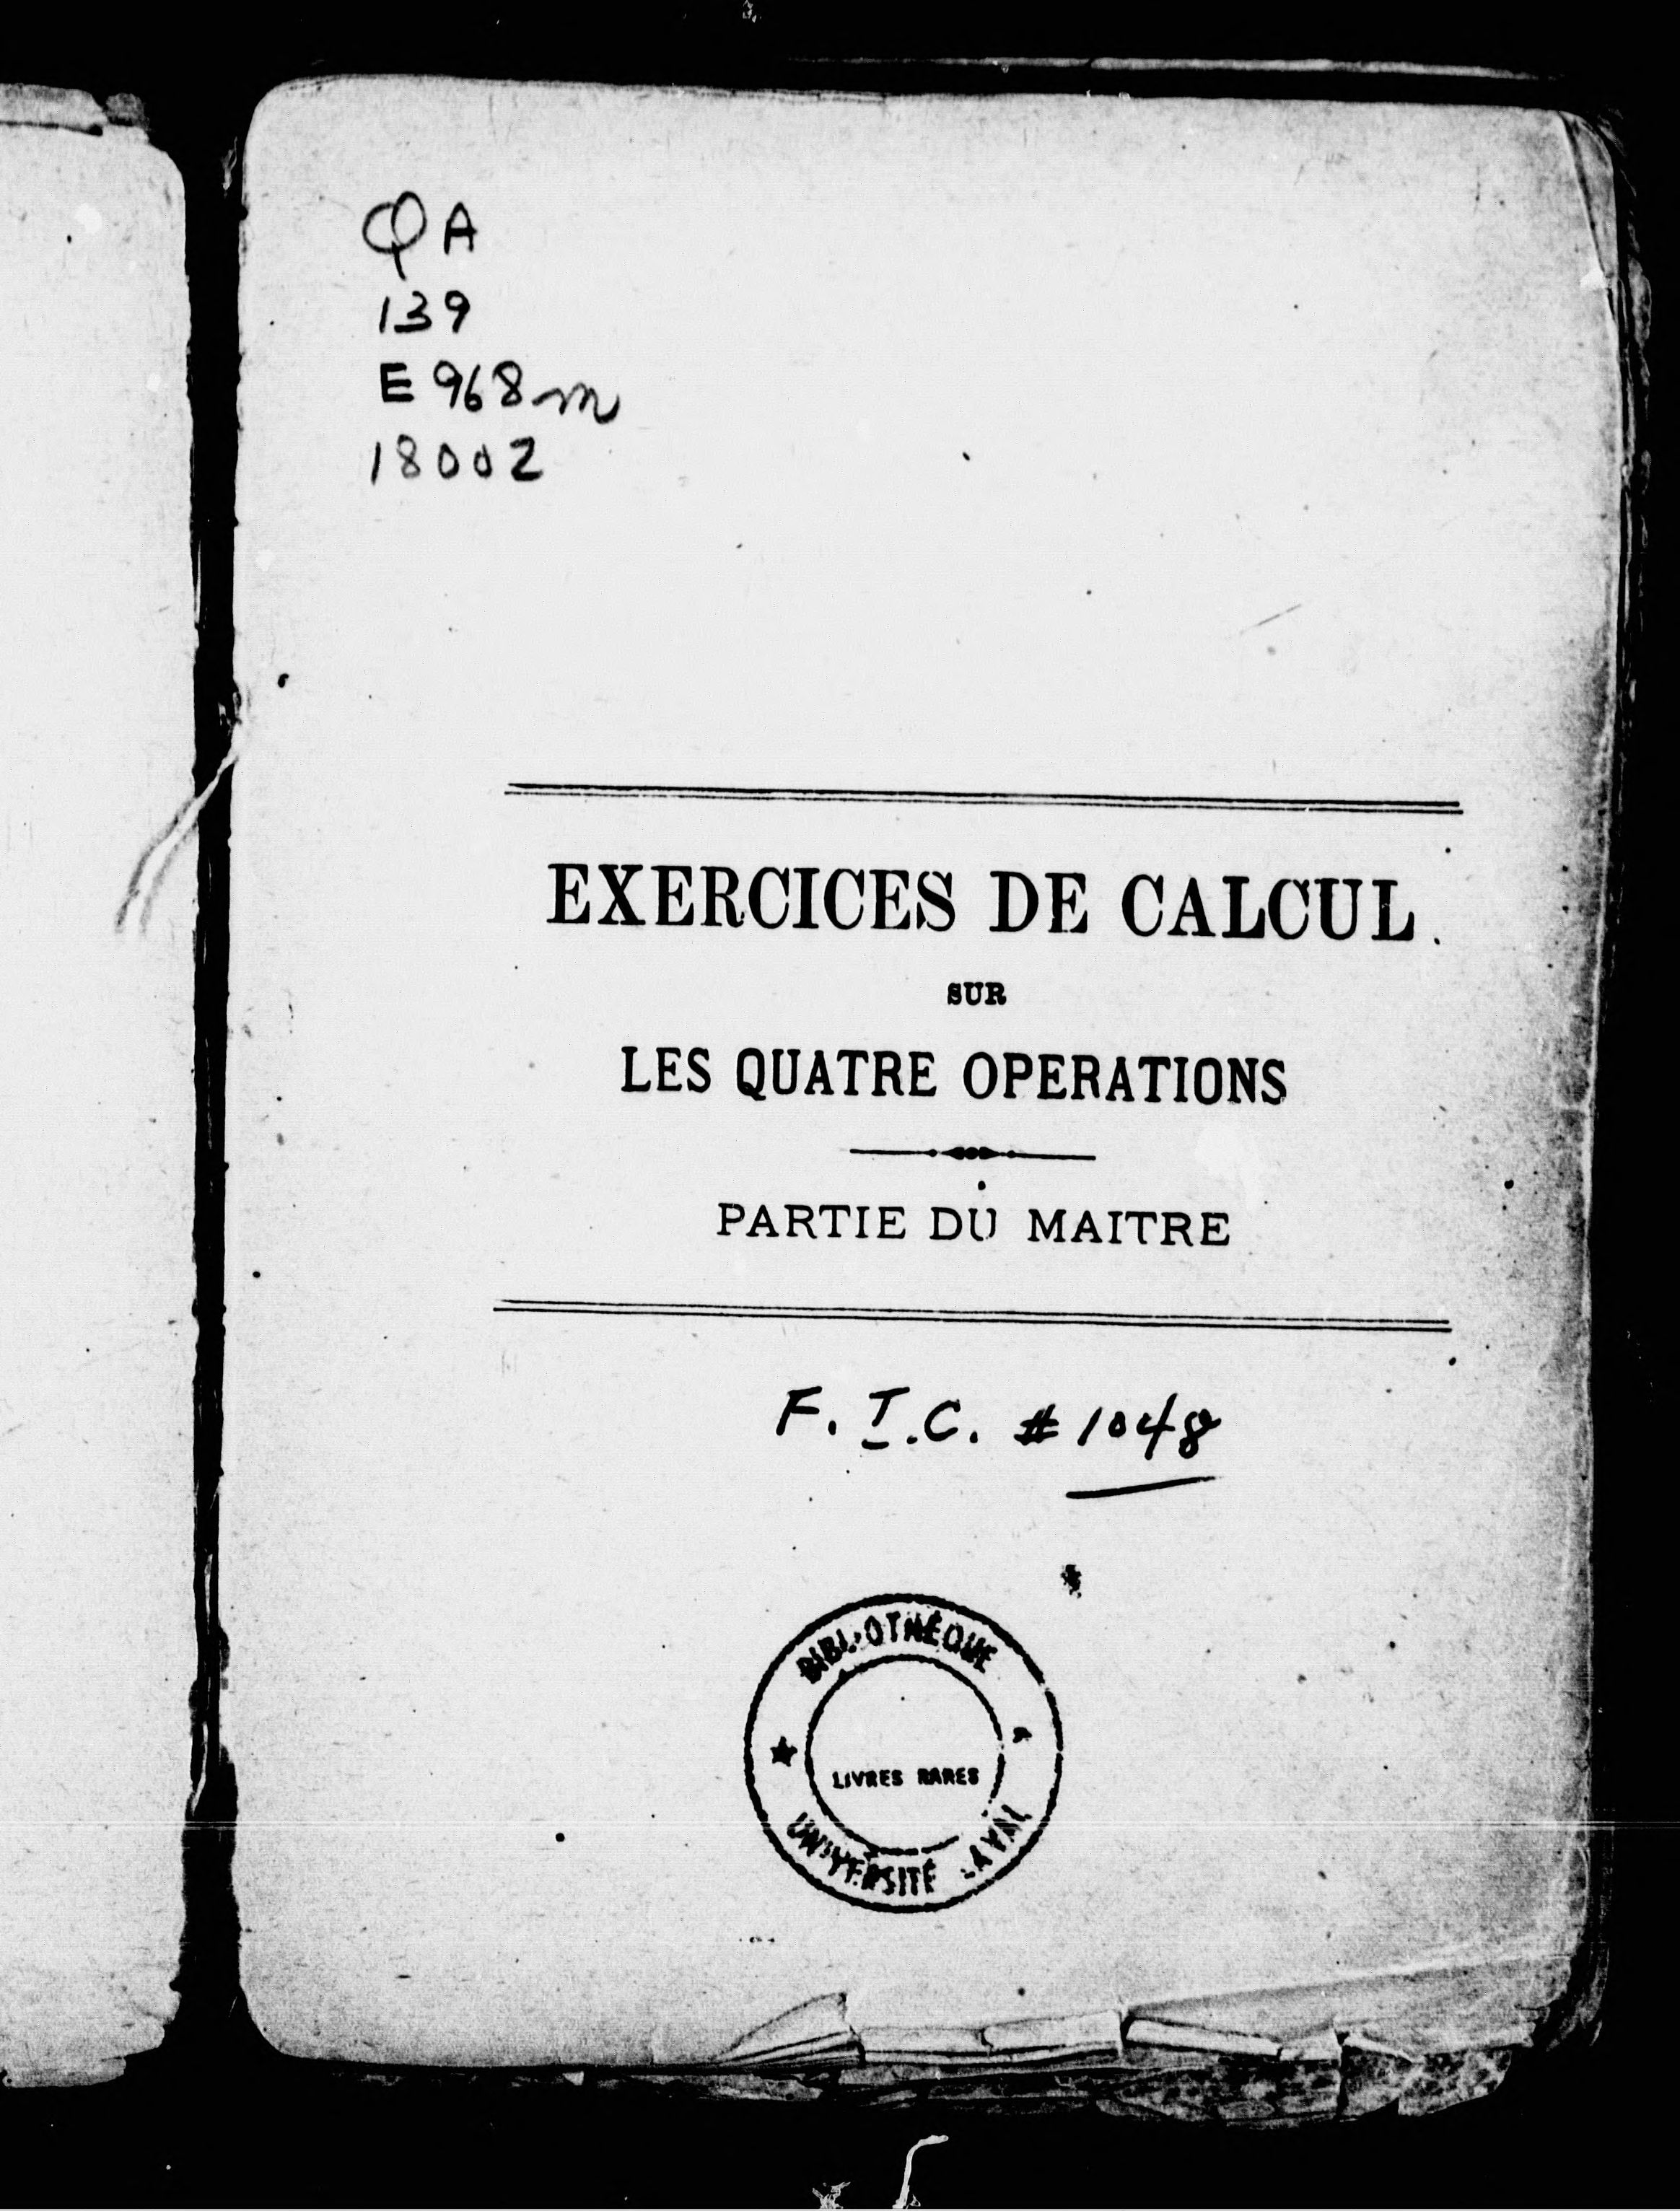 QA
139
E 968m
1800Z
EXERCICES DE CALCUL
SUR
LES QUATRE OPERATIONS
PARTIE DU MAITRE
F. I.C. # 1048
BIBLIOTHÈQUE
LIVRES RARES
UNIVERSITÉ LAVAL